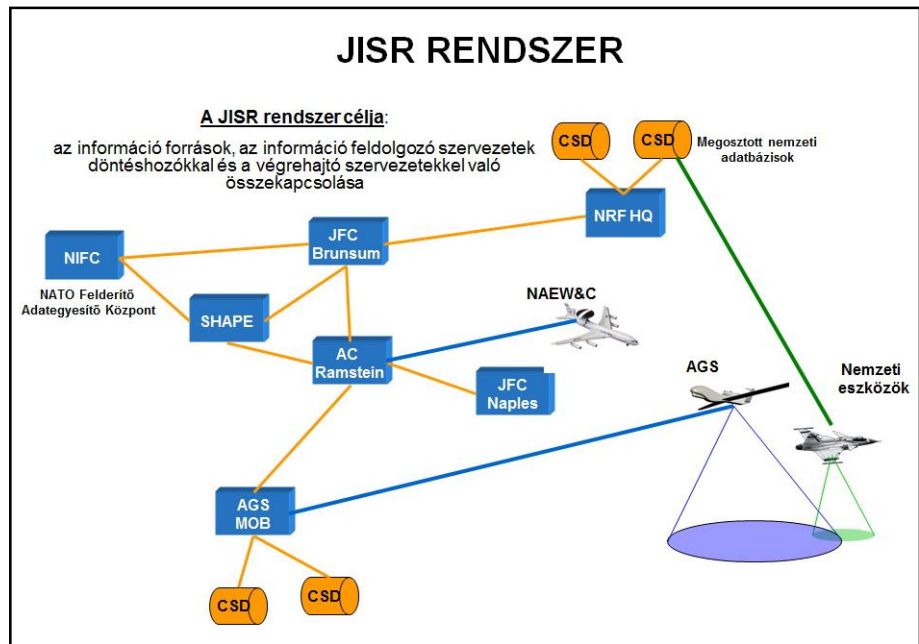 JISR RENDSZER
A JISR rendszer célja:
az információ források, az információ feldolgozó szervezetek
döntéshozókkal és a végrehajtó szervezetekkel való
összekapcsolása
CSD
CSD
Megosztott nemzeti
adatbázisok
NRF HQ
JFC
Brunsum
NIFC
NATO Felderítő
Adategyesítő Központ
SHAPE
NAEW&C
AC
Ramstein
JFC
Naples
AGS
Nemzeti
eszközök
AGS
MOB
CSD
CSD